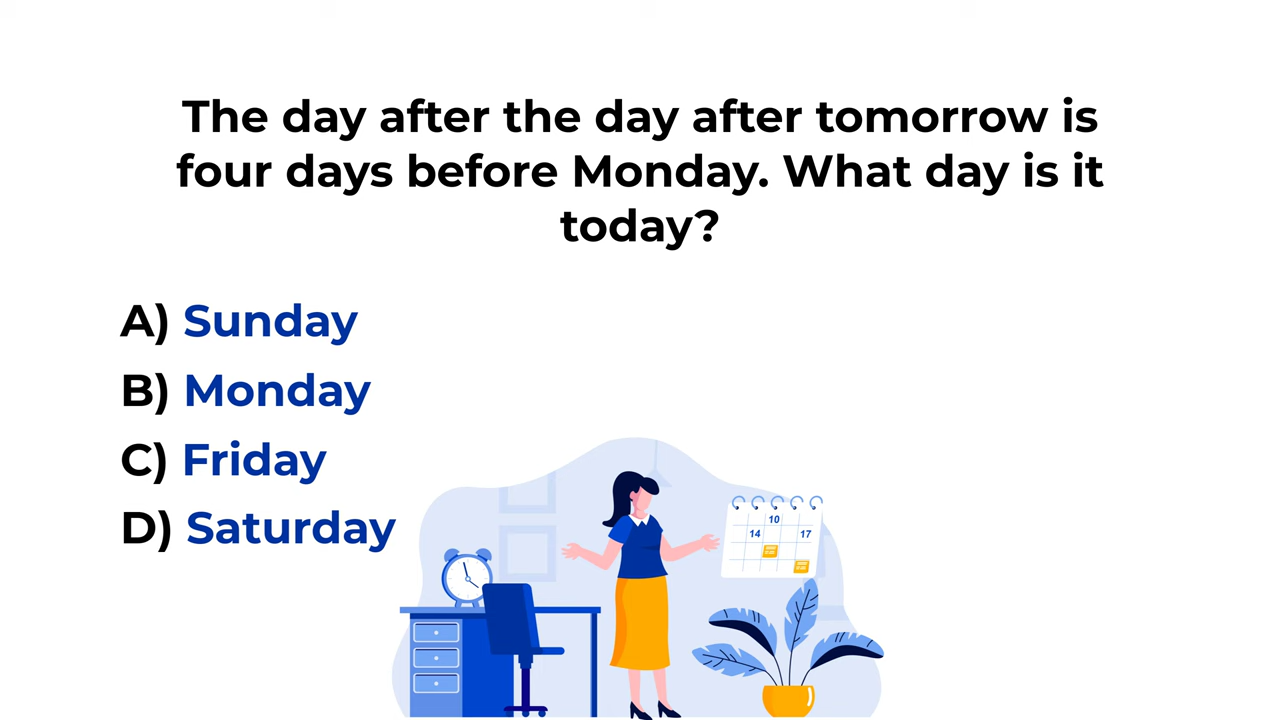 The day after the day after tomorrow is
four days before Monday. What day is it
today?
A) Sunday
B) Monday
C) Friday
D) Saturday
10
14 17